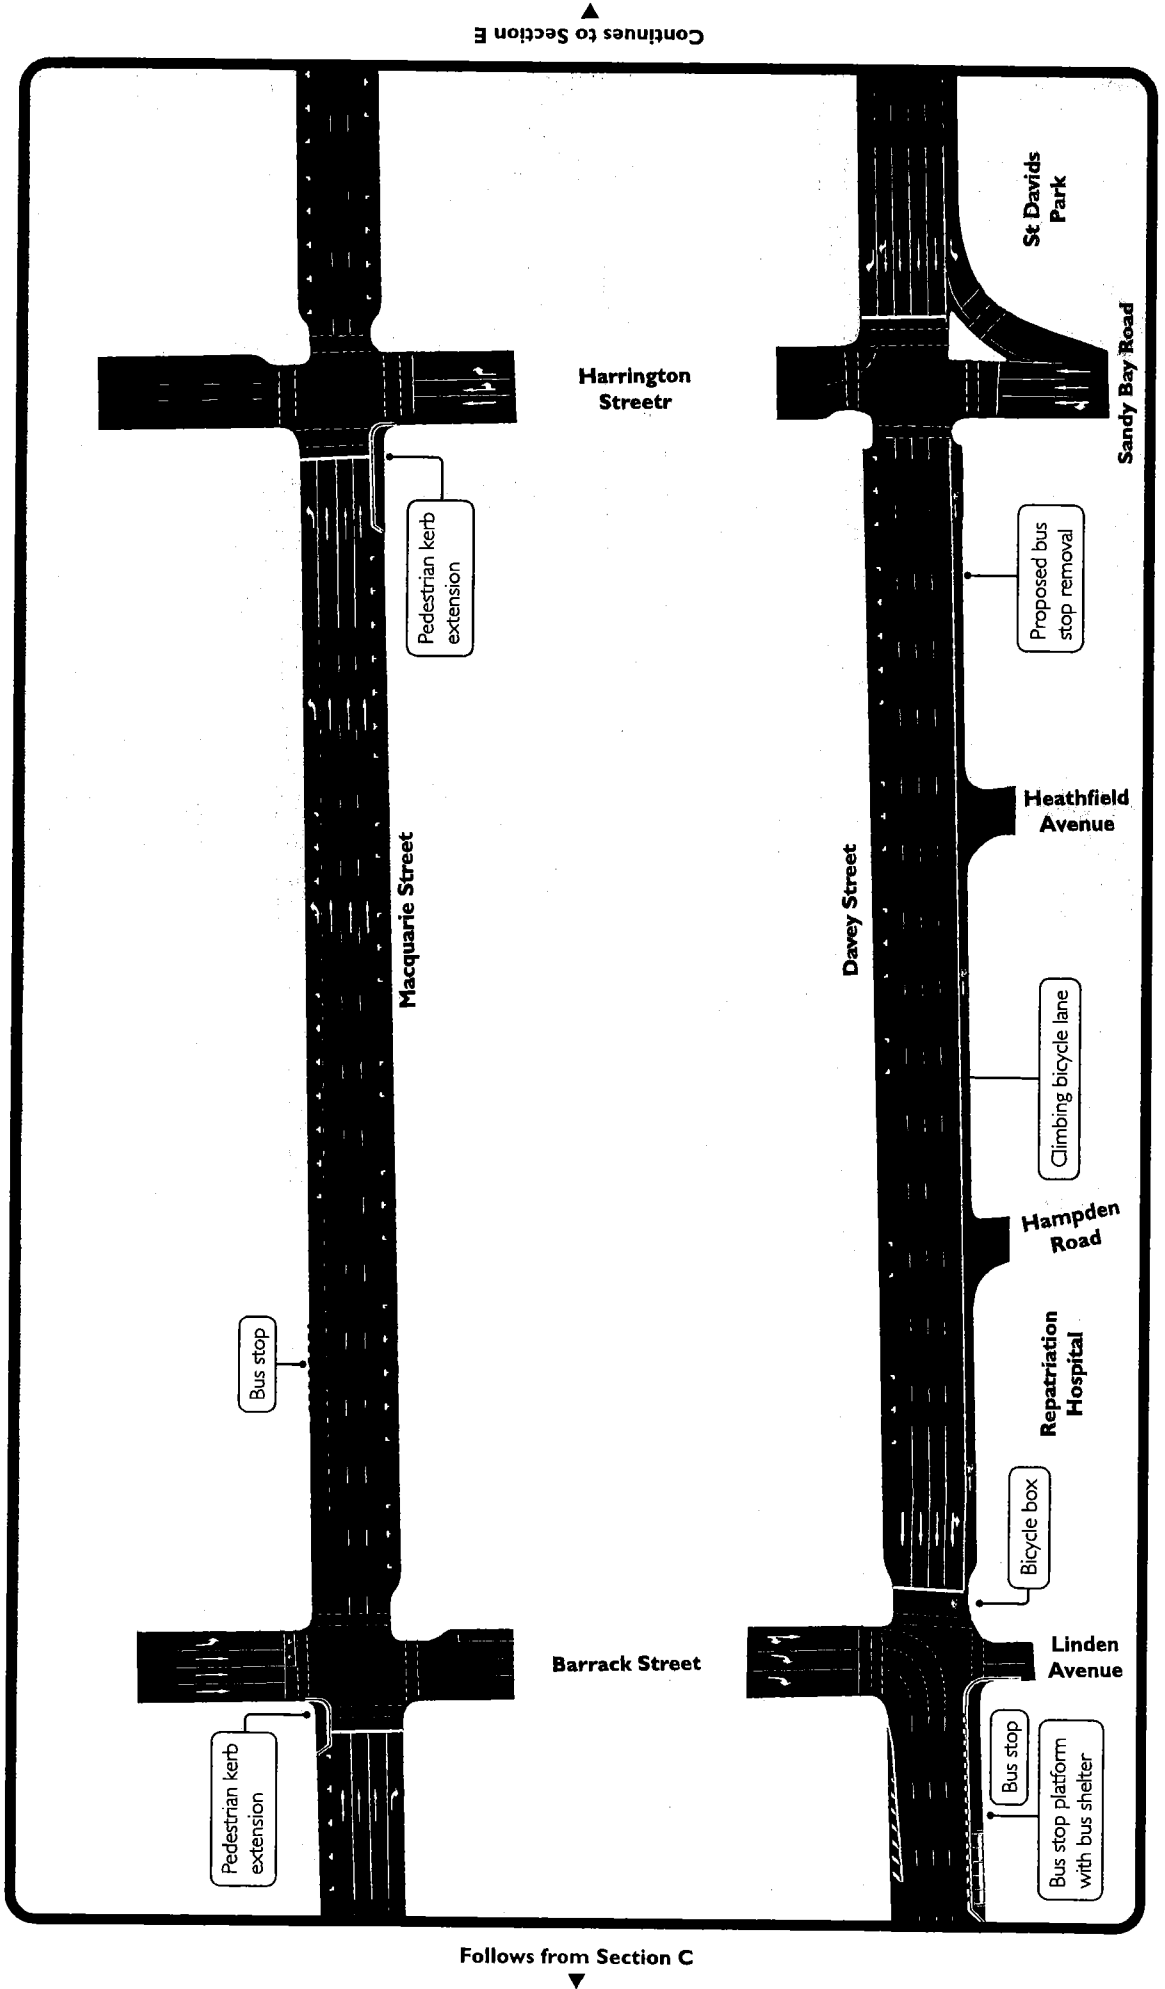 Continues to Section E
St Davids
Park
Harrington
Streetr
Sandy Bay Road
Pedestrian kerb
extension
Proposed bus
stop removal
Heathfield
Avenue
Macquarie Street
Davey Street
Climbing bicycle lane
Hampden
Road
Bus stop
Repatriation
Hospital
Bicycle box
Barrack Street
Linden
Avenue
Pedestrian kerb
extension
Bus stop
Bus stop platform
with bus shelter
Follows from Section C